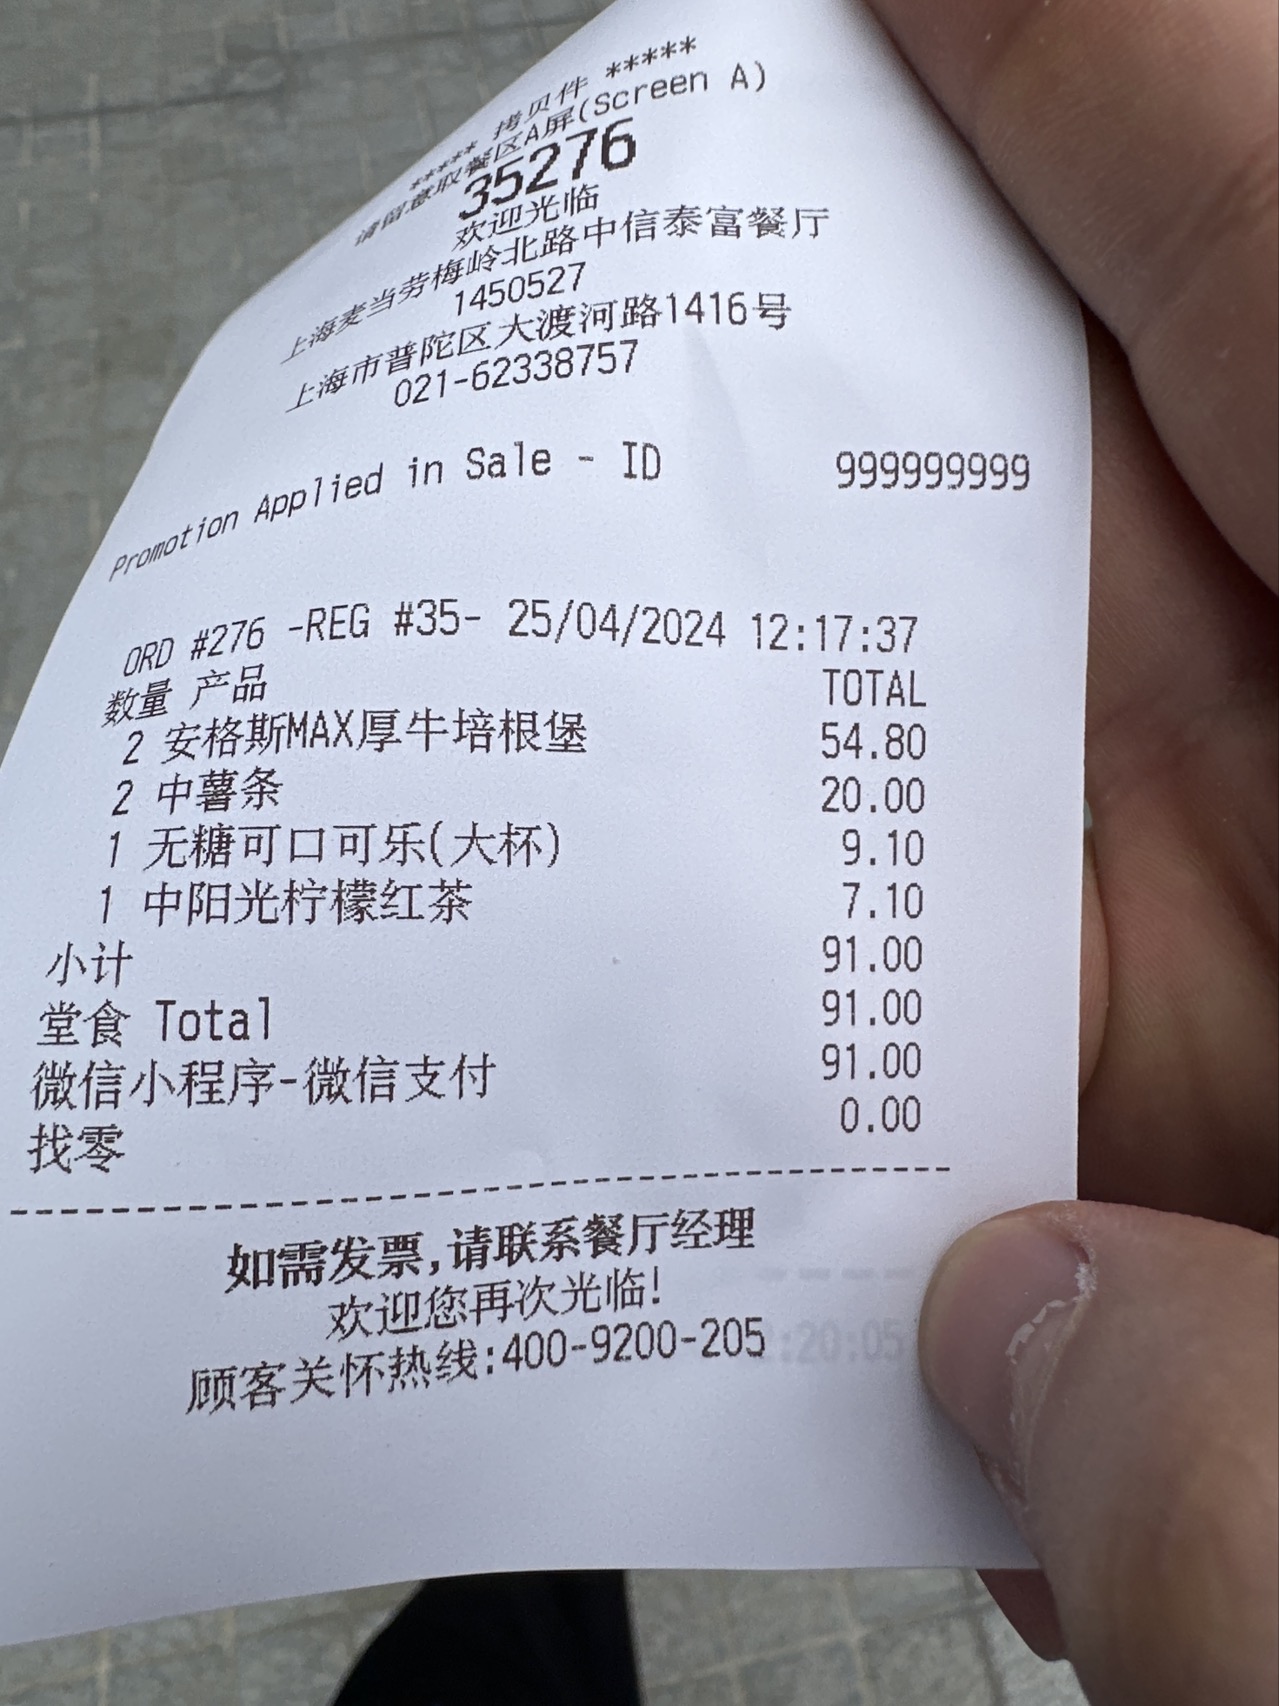 ***** 拷贝件 *****
请留意取餐区A屏(Screen A)
35276
欢迎光临
上海麦当劳梅岭北路中信泰富餐厅
1450527
上海市普陀区大渡河路1416号
021-62338757
Promotion Applied in Sale - ID 999999999
ORD #276 -REG #35- 25/04/2024 12:17:37
数量 产品 TOTAL
2 安格斯MAX厚牛培根堡 54.80
2 中薯条 20.00
1 无糖可口可乐(大杯) 9.10
1 中阳光柠檬红茶 7.10
小计 91.00
堂食 Total 91.00
微信小程序-微信支付 91.00
找零 0.00
如需发票,请联系餐厅经理
欢迎您再次光临!
顾客关怀热线:400-9200-205